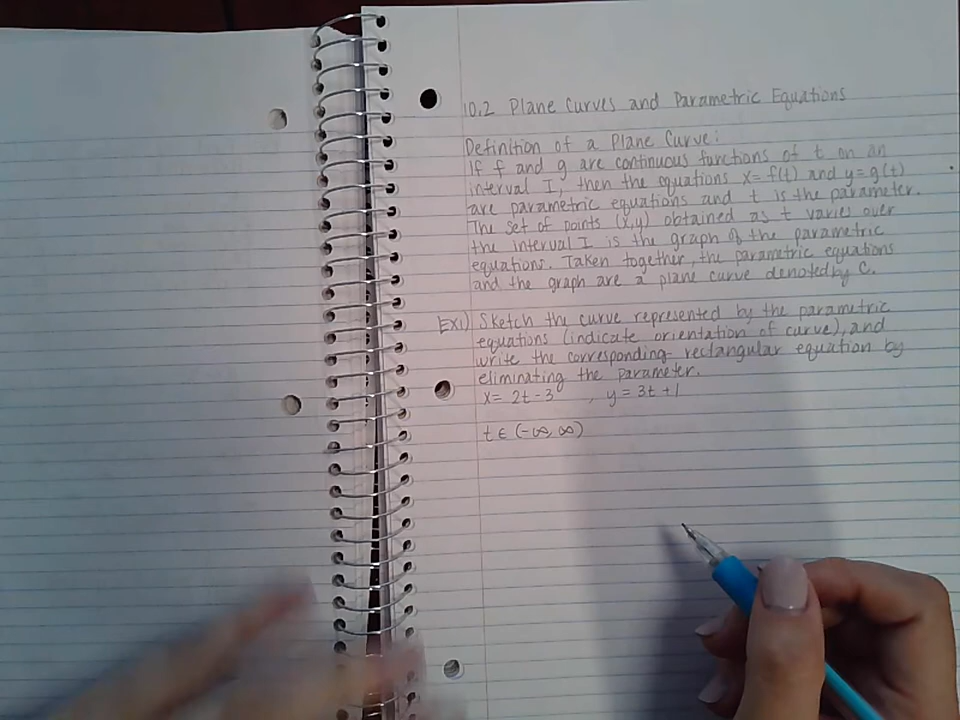 10.2 Plane Curves and Parametric Equations
Definition of a Plane Curve:
If f and g are continuous functions of t on an
interval I, then the equations x = f(t) and y = g(t)
are parametric equations and t is the parameter.
The set of points (x,y) obtained as t varies over
the interval I is the graph of the parametric
equations. Taken together, the parametric equations
and the graph are a plane curve denoted by C.
EX1) Sketch the curve represented by the parametric
equations (indicate orientation of curve), and
write the corresponding rectangular equation by
eliminating the parameter.
x = 2t - 3 , y = 3t + 1
t ∈ (-∞, ∞)